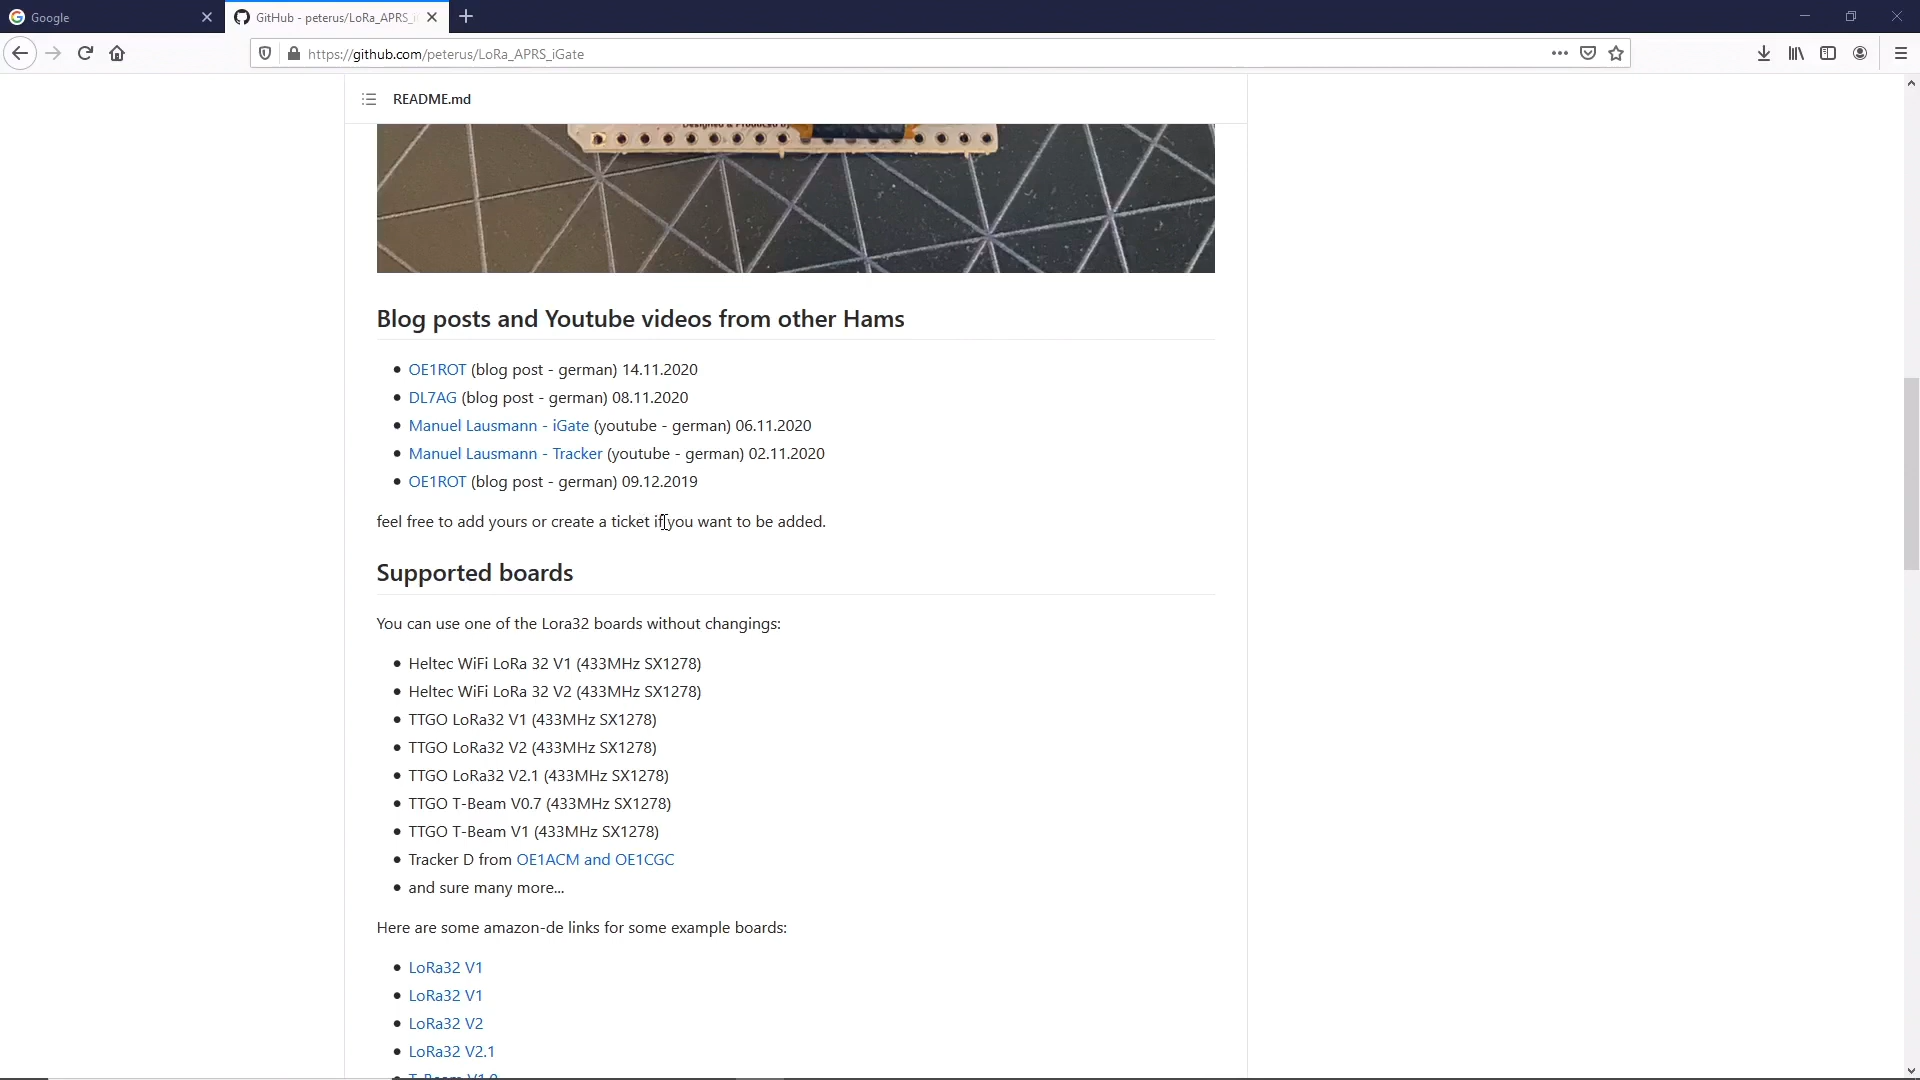 Google
GitHub - peterus/LoRa_APRS_i
https://github.com/peterus/LoRa_APRS_iGate
README.md
Designed & Produced by
Blog posts and Youtube videos from other Hams
OE1ROT (blog post - german) 14.11.2020
DL7AG (blog post - german) 08.11.2020
Manuel Lausmann - iGate (youtube - german) 06.11.2020
Manuel Lausmann - Tracker (youtube - german) 02.11.2020
OE1ROT (blog post - german) 09.12.2019
feel free to add yours or create a ticket if you want to be added.
Supported boards
You can use one of the Lora32 boards without changings:
Heltec WiFi LoRa 32 V1 (433MHz SX1278)
Heltec WiFi LoRa 32 V2 (433MHz SX1278)
TTGO LoRa32 V1 (433MHz SX1278)
TTGO LoRa32 V2 (433MHz SX1278)
TTGO LoRa32 V2.1 (433MHz SX1278)
TTGO T-Beam V0.7 (433MHz SX1278)
TTGO T-Beam V1 (433MHz SX1278)
Tracker D from OE1ACM and OE1CGC
and sure many more...
Here are some amazon-de links for some example boards:
LoRa32 V1
LoRa32 V1
LoRa32 V2
LoRa32 V2.1
T-Beam V1.0